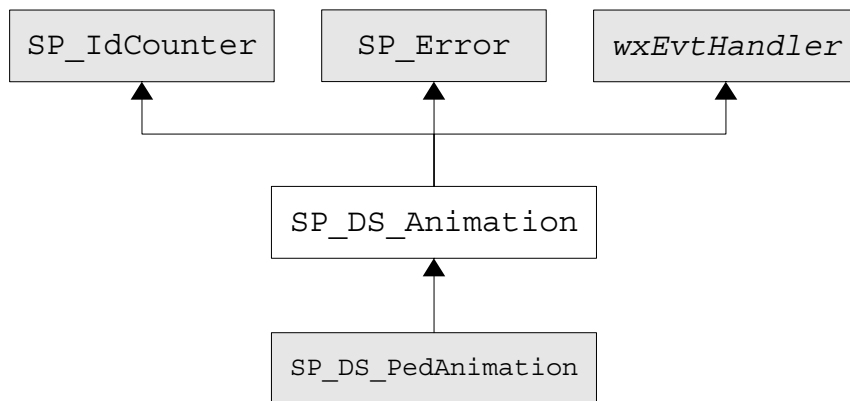 SP_IdCounter
SP_Error
wxEvtHandler
SP_DS_Animation
SP_DS_PedAnimation